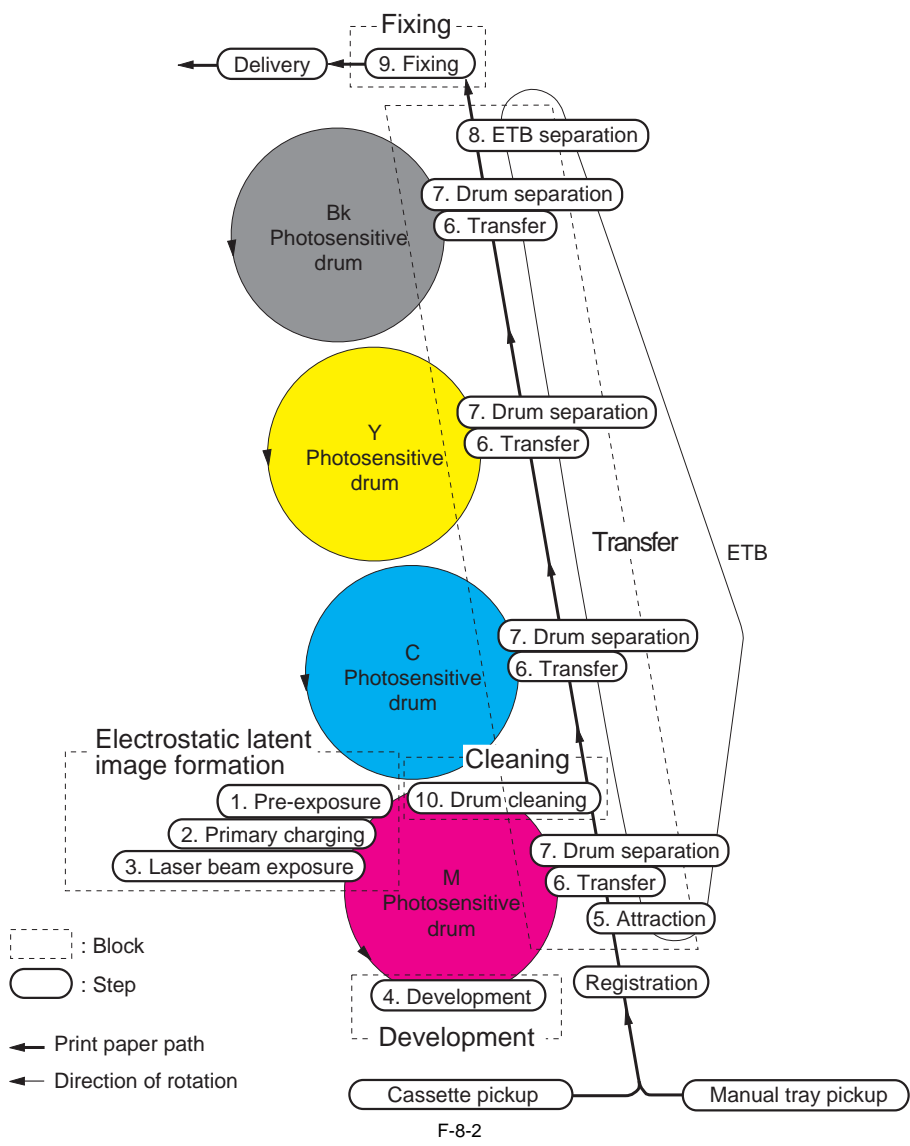 Fixing
Delivery
9. Fixing
8. ETB separation
7. Drum separation
6. Transfer
Bk
Photosensitive
drum
7. Drum separation
6. Transfer
Y
Photosensitive
drum
Transfer
ETB
7. Drum separation
6. Transfer
C
Photosensitive
drum
Electrostatic latent
image formation
Cleaning
1. Pre-exposure
10. Drum cleaning
2. Primary charging
3. Laser beam exposure
7. Drum separation
6. Transfer
M
Photosensitive
drum
5. Attraction
: Block
: Step
Registration
4. Development
Development
Print paper path
Direction of rotation
Cassette pickup
Manual tray pickup
F-8-2